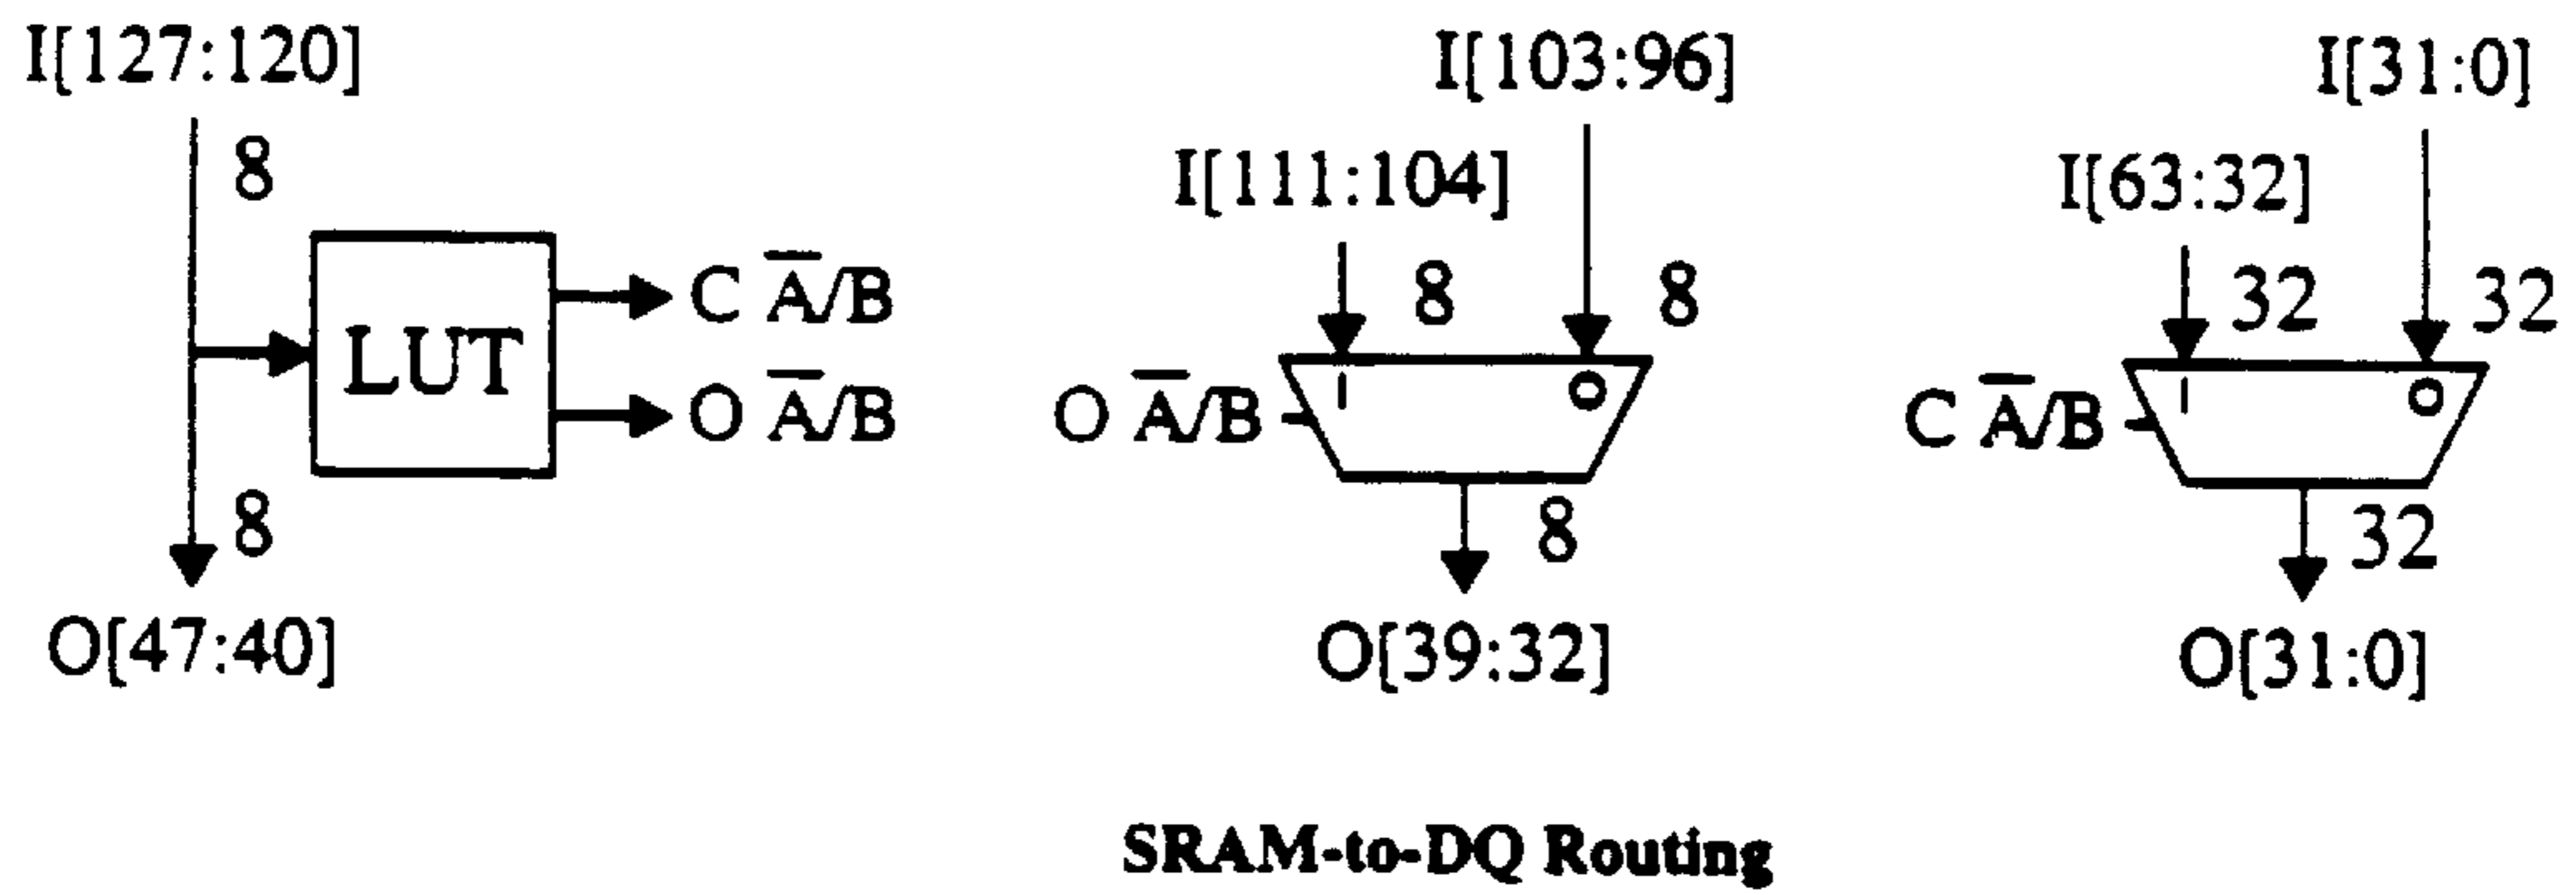 I[127:120]
8
LUT
C A̅/B
O A̅/B
8
O[47:40]
I[103:96]
I[111:104]
8
8
O A̅/B
1
0
8
O[39:32]
I[31:0]
I[63:32]
32
32
C A̅/B
1
0
32
O[31:0]
SRAM-to-DQ Routing